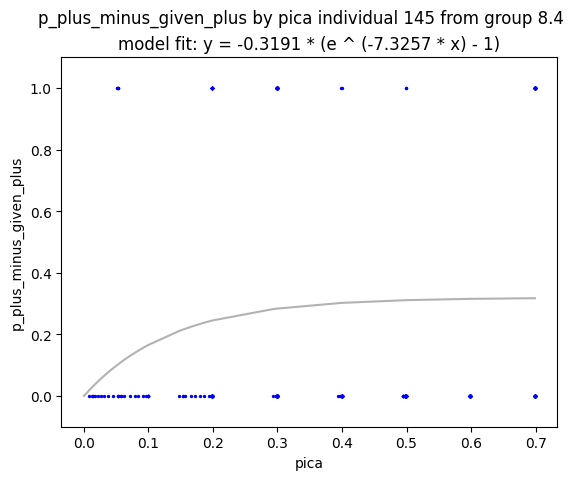 p_plus_minus_given_plus by pica individual 145 from group 8.4
model fit: y = -0.3191 * (e ^ (-7.3257 * x) - 1)
1.0
0.8
0.6
0.4
0.2
0.0
p_plus_minus_given_plus
0.0 0.1 0.2 0.3 0.4 0.5 0.6 0.7
pica